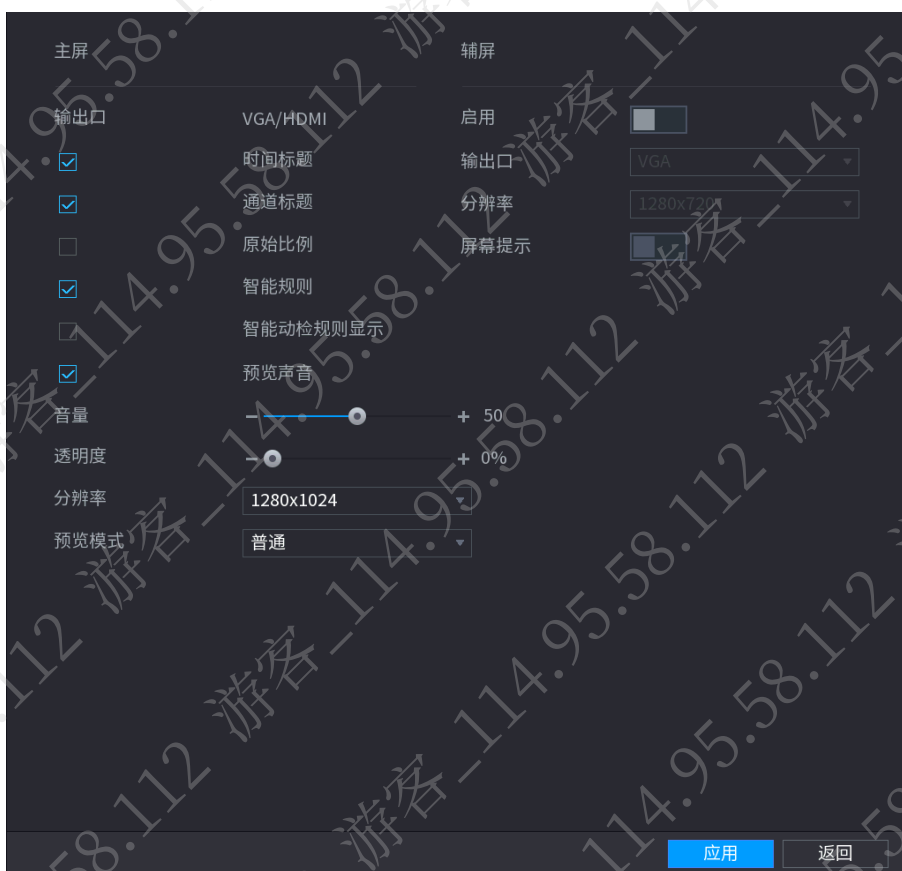 主屏
辅屏
输出口 VGA/HDMI
启用
时间标题
输出口 VGA
通道标题
分辨率 1280x720
原始比例
屏幕提示
智能规则
智能动检规则显示
预览声音
音量 - + 50
透明度 - + 0%
分辨率 1280x1024
预览模式 普通
应用 返回
游客_114.95.58.112